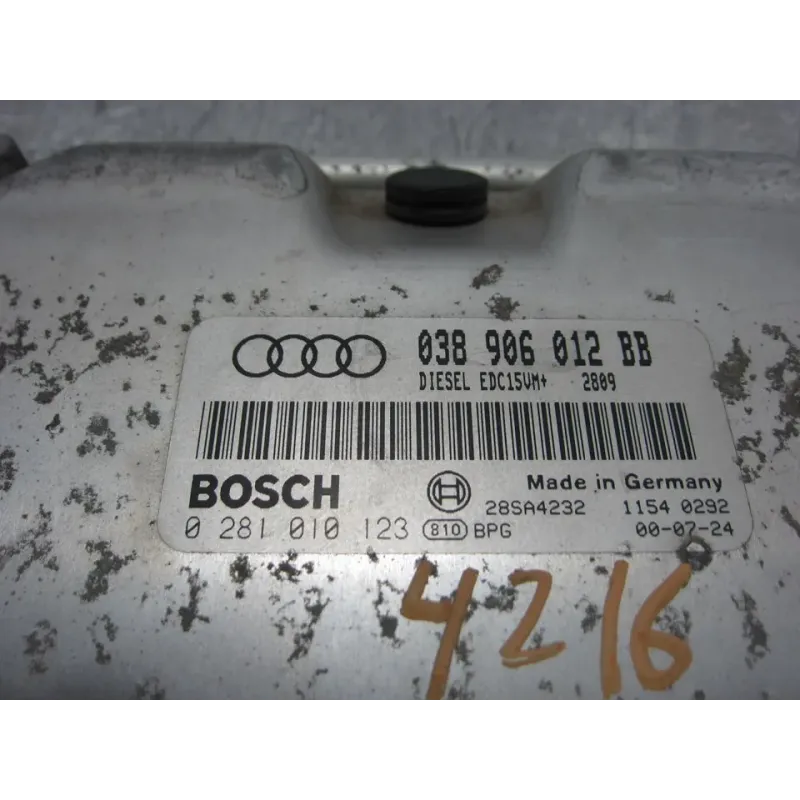 038 906 012 BB
DIESEL EDC15VM+ 2809
BOSCH
Made in Germany
28SA4232 1154 0292
0 281 010 123 810 BPG 00-07-24
4216